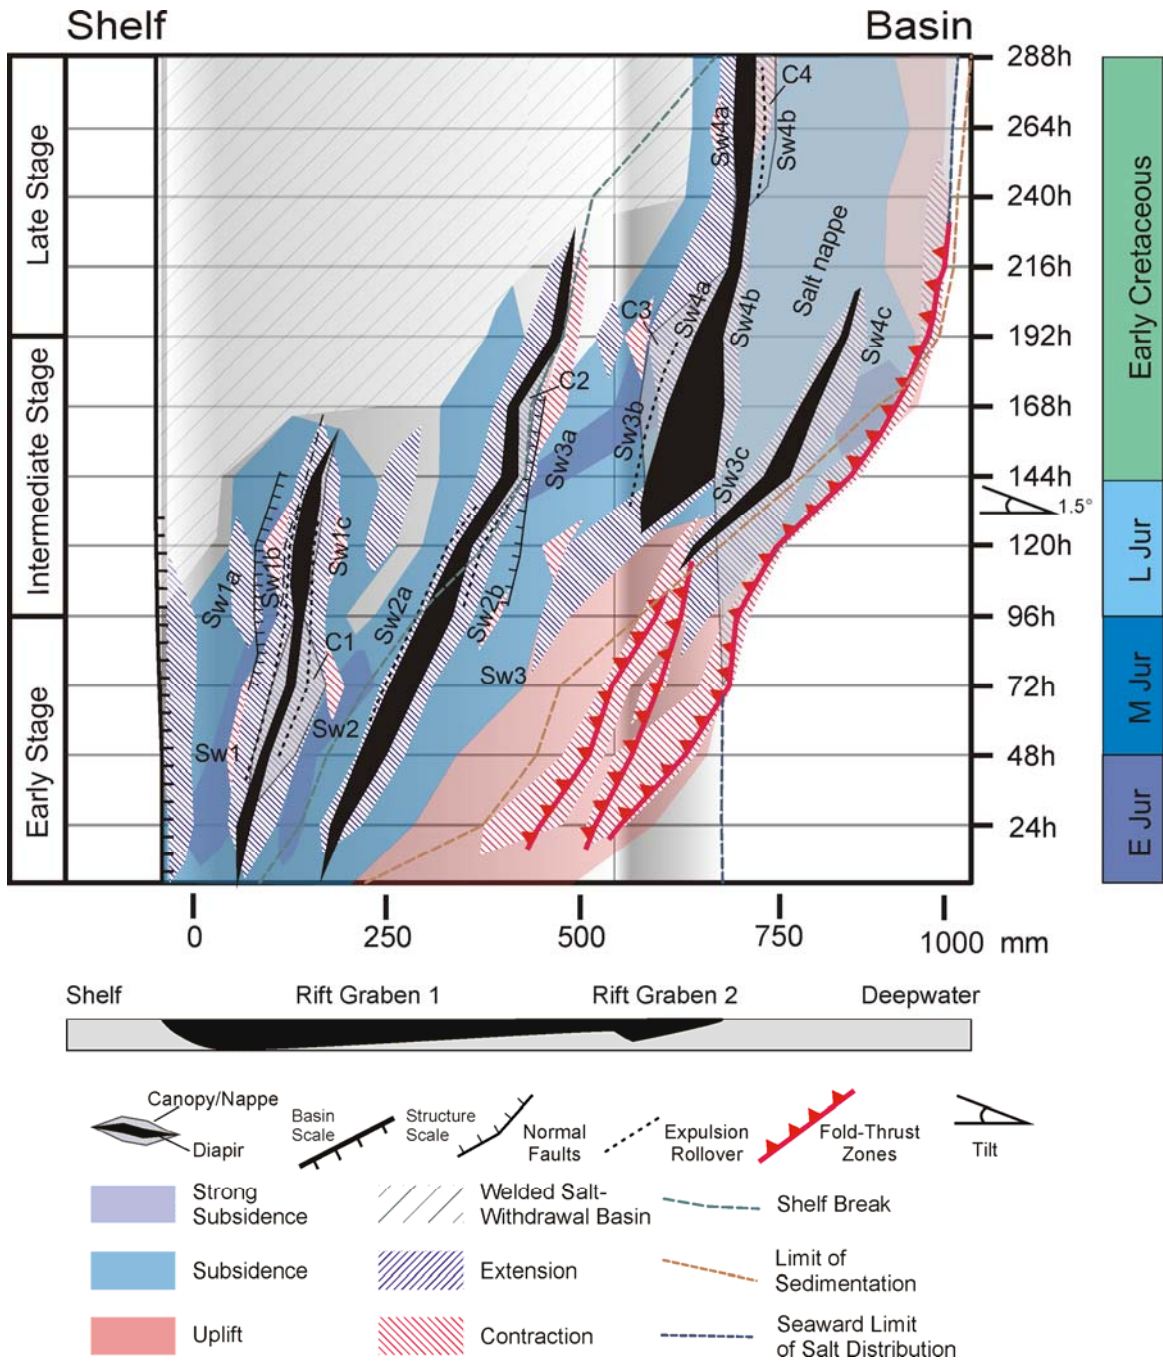 Shelf
Basin
Late Stage
Intermediate Stage
Early Stage
288h
264h
240h
216h
192h
168h
144h
120h
96h
72h
48h
24h
1.5°
Early Cretaceous
L Jur
M Jur
E Jur
C4
Sw4a
Sw4b
Salt nappe
C3
Sw4a
Sw4b
Sw4c
C2
Sw3a
Sw3b
Sw3c
Sw1a
Sw1b
Sw1c
Sw2a
Sw2b
C1
Sw3
Sw2
Sw1
0
250
500
750
1000 mm
Shelf
Rift Graben 1
Rift Graben 2
Deepwater
Canopy/Nappe
Diapir
Basin
Scale
Structure
Scale
Normal
Faults
Expulsion
Rollover
Fold-Thrust
Zones
Tilt
Strong
Subsidence
Welded Salt-
Withdrawal Basin
Shelf Break
Subsidence
Extension
Limit of
Sedimentation
Uplift
Contraction
Seaward Limit
of Salt Distribution